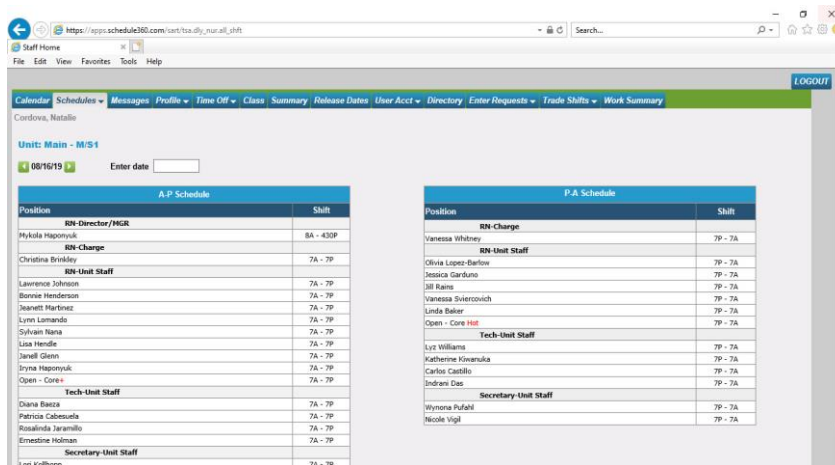 https://apps.schedule360.com/sart/tsa.dly_nur.all_shft
Search...
Staff Home
File Edit View Favorites Tools Help
LOGOUT
Calendar Schedules Messages Profile Time Off Class Summary Release Dates User Acct Directory Enter Requests Trade Shifts Work Summary
Cordova, Natalie
Unit: Main - M/S1
08/16/19 Enter date
A-P Schedule
Position Shift
RN-Director/MGR
Mykola Haponyuk 8A - 430P
RN-Charge
Christina Brinkley 7A - 7P
RN-Unit Staff
Lawrence Johnson 7A - 7P
Bonnie Henderson 7A - 7P
Jeanett Martinez 7A - 7P
Lynn Lomando 7A - 7P
Sylvain Nana 7A - 7P
Lisa Hendle 7A - 7P
Janell Glenn 7A - 7P
Iryna Haponyuk 7A - 7P
Open - Core+ 7A - 7P
Tech-Unit Staff
Diana Baeza 7A - 7P
Patricia Cabesuela 7A - 7P
Rosalinda Jaramillo 7A - 7P
Ernestine Holman 7A - 7P
Secretary-Unit Staff
Lori 7A - 7P
P-A Schedule
Position Shift
RN-Charge
Vanessa Whitney 7P - 7A
RN-Unit Staff
Olivia Lopez-Barlow 7P - 7A
Jessica Garduno 7P - 7A
Jill Rains 7P - 7A
Vanessa Sviercovich 7P - 7A
Linda Baker 7P - 7A
Open - Core Hot 7P - 7A
Tech-Unit Staff
Lyz Williams 7P - 7A
Katherine Kiwanuka 7P - 7A
Carlos Castillo 7P - 7A
Indrani Das 7P - 7A
Secretary-Unit Staff
Wynona Pufahl 7P - 7A
Nicole Vigil 7P - 7A